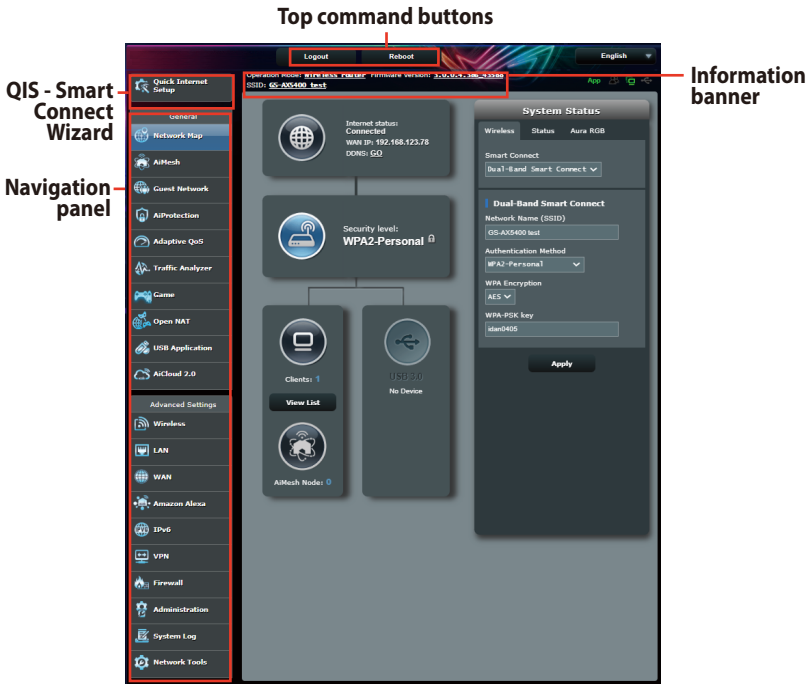 Top command buttons
Logout
Reboot
English
Quick Internet
Setup
Operation Mode: Wireless router Firmware Version: 3.0.0.4.386_43588
SSID: GS-AX5400 test
App
Information
banner
QIS - Smart
Connect
Wizard
Navigation
panel
General
Network Map
AiMesh
Guest Network
AiProtection
Adaptive QoS
Traffic Analyzer
Game
Open NAT
USB Application
AiCloud 2.0
Advanced Settings
Wireless
LAN
WAN
Amazon Alexa
IPv6
VPN
Firewall
Administration
System Log
Network Tools
Internet status:
Connected
WAN IP: 192.168.123.78
DDNS: GO
Security level:
WPA2-Personal
Clients: 1
View List
AiMesh Node: 0
USB 3.0
No Device
System Status
Wireless Status Aura RGB
Smart Connect
Dual-Band Smart Connect
Dual-Band Smart Connect
Network Name (SSID)
GS-AX5400 test
Authentication Method
WPA2-Personal
WPA Encryption
AES
WPA-PSK key
idan0405
Apply